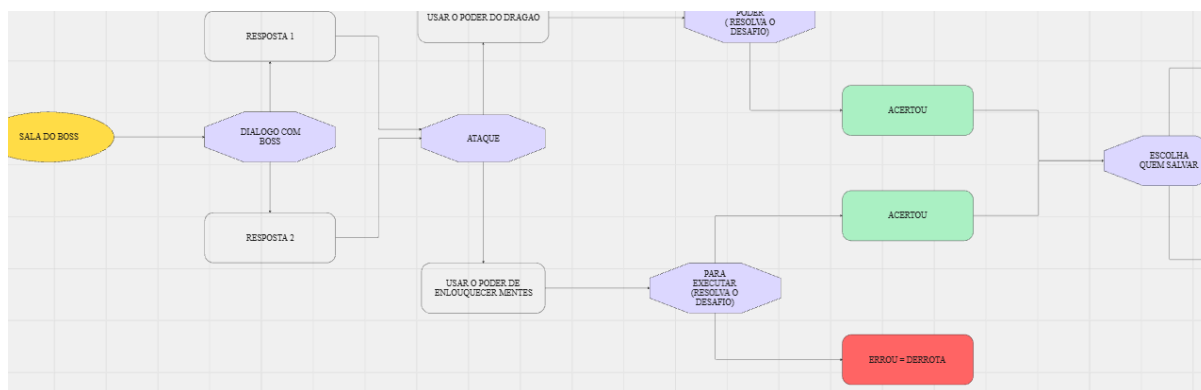 USAR O PODER DO DRAGAO
PODER
( RESOLVA O
DESAFIO)
RESPOSTA 1
ACERTOU
SALA DO BOSS
DIALOGO COM
BOSS
ATAQUE
ESCOLHA
QUEM SALVAR
RESPOSTA 2
ACERTOU
USAR O PODER DE
ENLOUQUECER MENTES
PARA
EXECUTAR
(RESOLVA O
DESAFIO)
ERROU = DERROTA